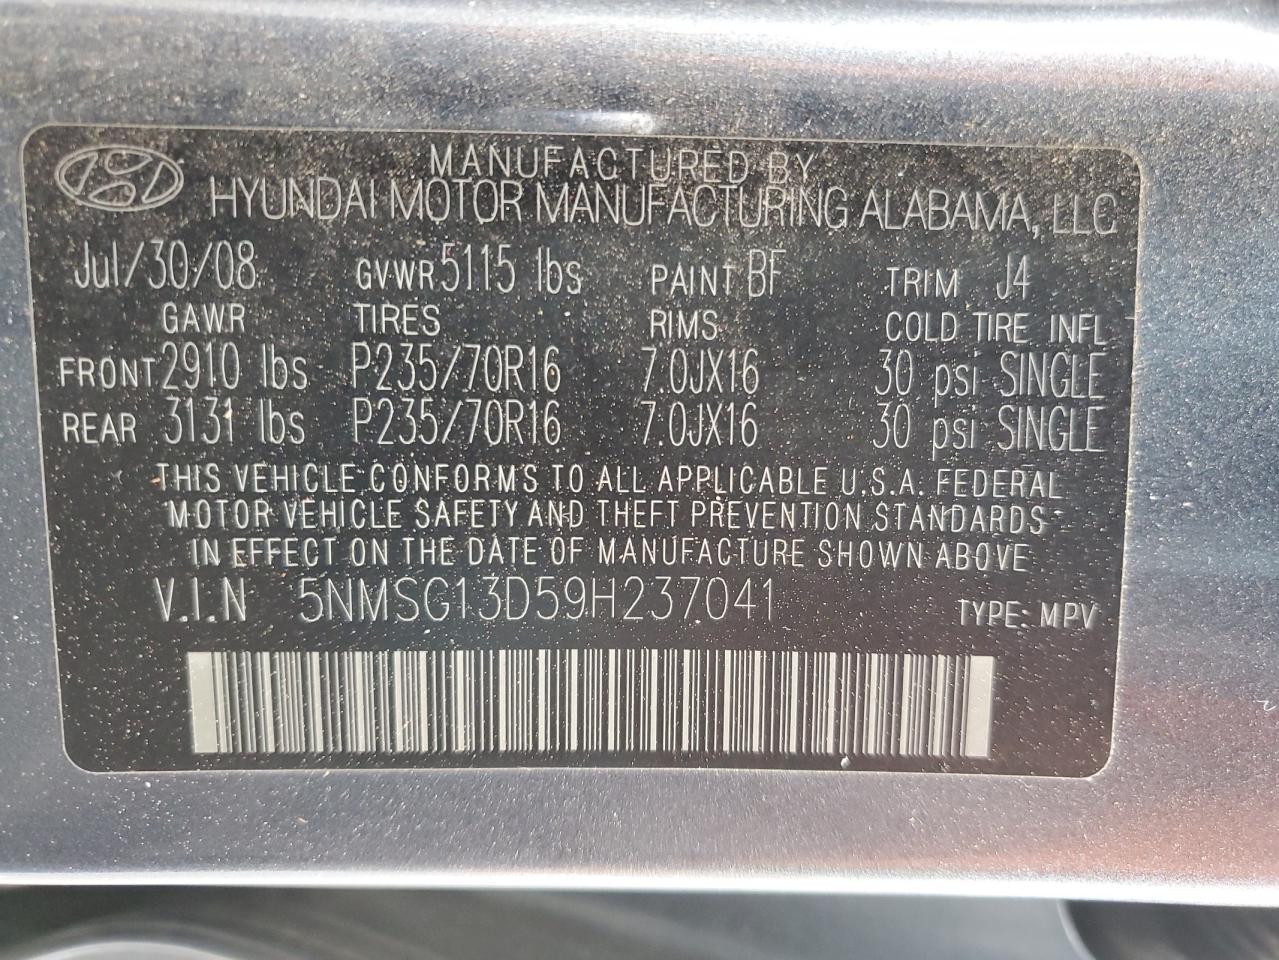 MANUFACTURED BY
HYUNDAI MOTOR MANUFACTURING ALABAMA, LLC
Jul/30/08 GVWR 5115 lbs PAINT BF TRIM J4
GAWR TIRES RIMS COLD TIRE INFL
FRONT 2910 lbs P235/70R16 7.0JX16 30 psi SINGLE
REAR 3131 lbs P235/70R16 7.0JX16 30 psi SINGLE
THIS VEHICLE CONFORMS TO ALL APPLICABLE U.S.A. FEDERAL
MOTOR VEHICLE SAFETY AND THEFT PREVENTION STANDARDS
IN EFFECT ON THE DATE OF MANUFACTURE SHOWN ABOVE
V.I.N 5NMSG13D59H237041 TYPE: MPV